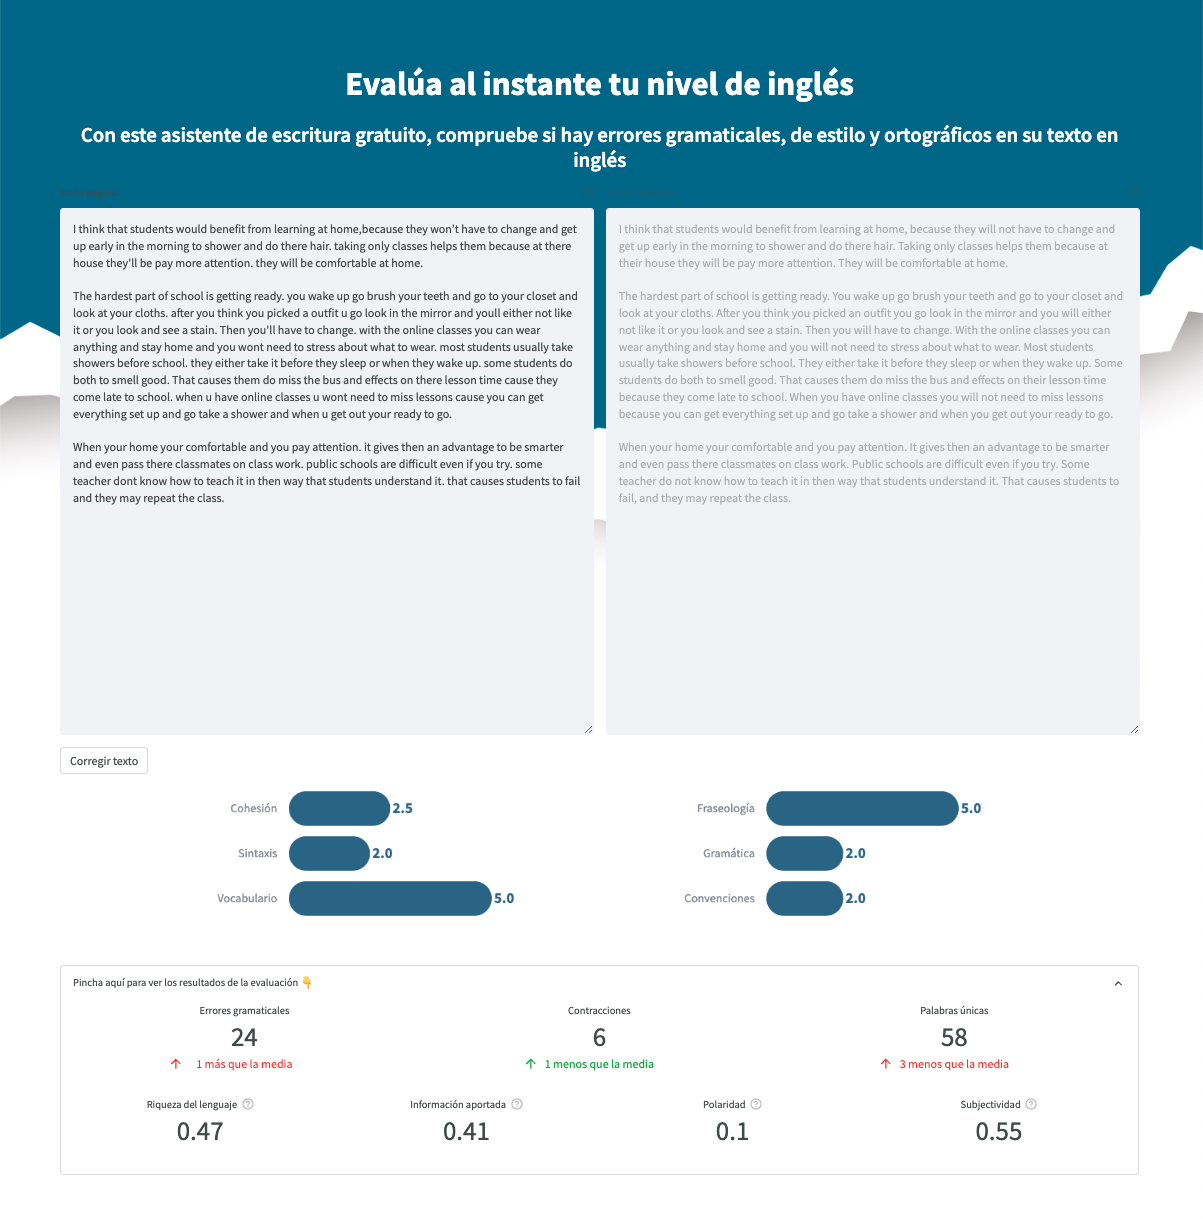 Evalúa al instante tu nivel de inglés
Con este asistente de escritura gratuito, compruebe si hay errores gramaticales, de estilo y ortográficos en su texto en
inglés
I think that students would benefit from learning at home,because they won't have to change and get
up early in the morning to shower and do there hair. taking only classes helps them because at there
house they'll be pay more attention. they will be comfortable at home.
The hardest part of school is getting ready. you wake up go brush your teeth and go to your closet and
look at your cloths. after you think you picked a outfit u go look in the mirror and youll either not like
it or you look and see a stain. Then you'll have to change. with the online classes you can wear
anything and stay home and you wont need to stress about what to wear. most students usually take
showers before school. they either take it before they sleep or when they wake up. some students do
both to smell good. That causes them do miss the bus and effects on there lesson time cause they
come late to school. when u have online classes u wont need to miss lessons cause you can get
everything set up and go take a shower and when u get out your ready to go.
When your home your comfortable and you pay attention. it gives then an advantage to be smarter
and even pass there classmates on class work. public schools are difficult even if you try. some
teacher dont know how to teach it in then way that students understand it. that causes students to fail
and they may repeat the class.
I think that students would benefit from learning at home, because they will not have to change and
get up early in the morning to shower and do there hair. Taking only classes helps them because at
their house they will be pay more attention. They will be comfortable at home.
The hardest part of school is getting ready. You wake up go brush your teeth and go to your closet and
look at your cloths. After you think you picked an outfit you go look in the mirror and you will either
not like it or you look and see a stain. Then you will have to change. With the online classes you can
wear anything and stay home and you will not need to stress about what to wear. Most students
usually take showers before school. They either take it before they sleep or when they wake up. Some
students do both to smell good. That causes them do miss the bus and effects on their lesson time
because they come late to school. When you have online classes you will not need to miss lessons
because you can get everything set up and go take a shower and when you get out your ready to go.
When your home your comfortable and you pay attention. It gives then an advantage to be smarter
and even pass there classmates on class work. Public schools are difficult even if you try. Some
teacher do not know how to teach it in then way that students understand it. That causes students to
fail, and they may repeat the class.
Corregir texto
Cohesión 2.5
Sintaxis 2.0
Vocabulario 5.0
Fraseología 5.0
Gramática 2.0
Convenciones 2.0
Pincha aquí para ver los resultados de la evaluación 👇
Errores gramaticales Contracciones Palabras únicas
24 6 58
↑ 1 más que la media ↑ 1 menos que la media ↑ 3 menos que la media
Riqueza del lenguaje Información aportada Polaridad Subjectividad
0.47 0.41 0.1 0.55